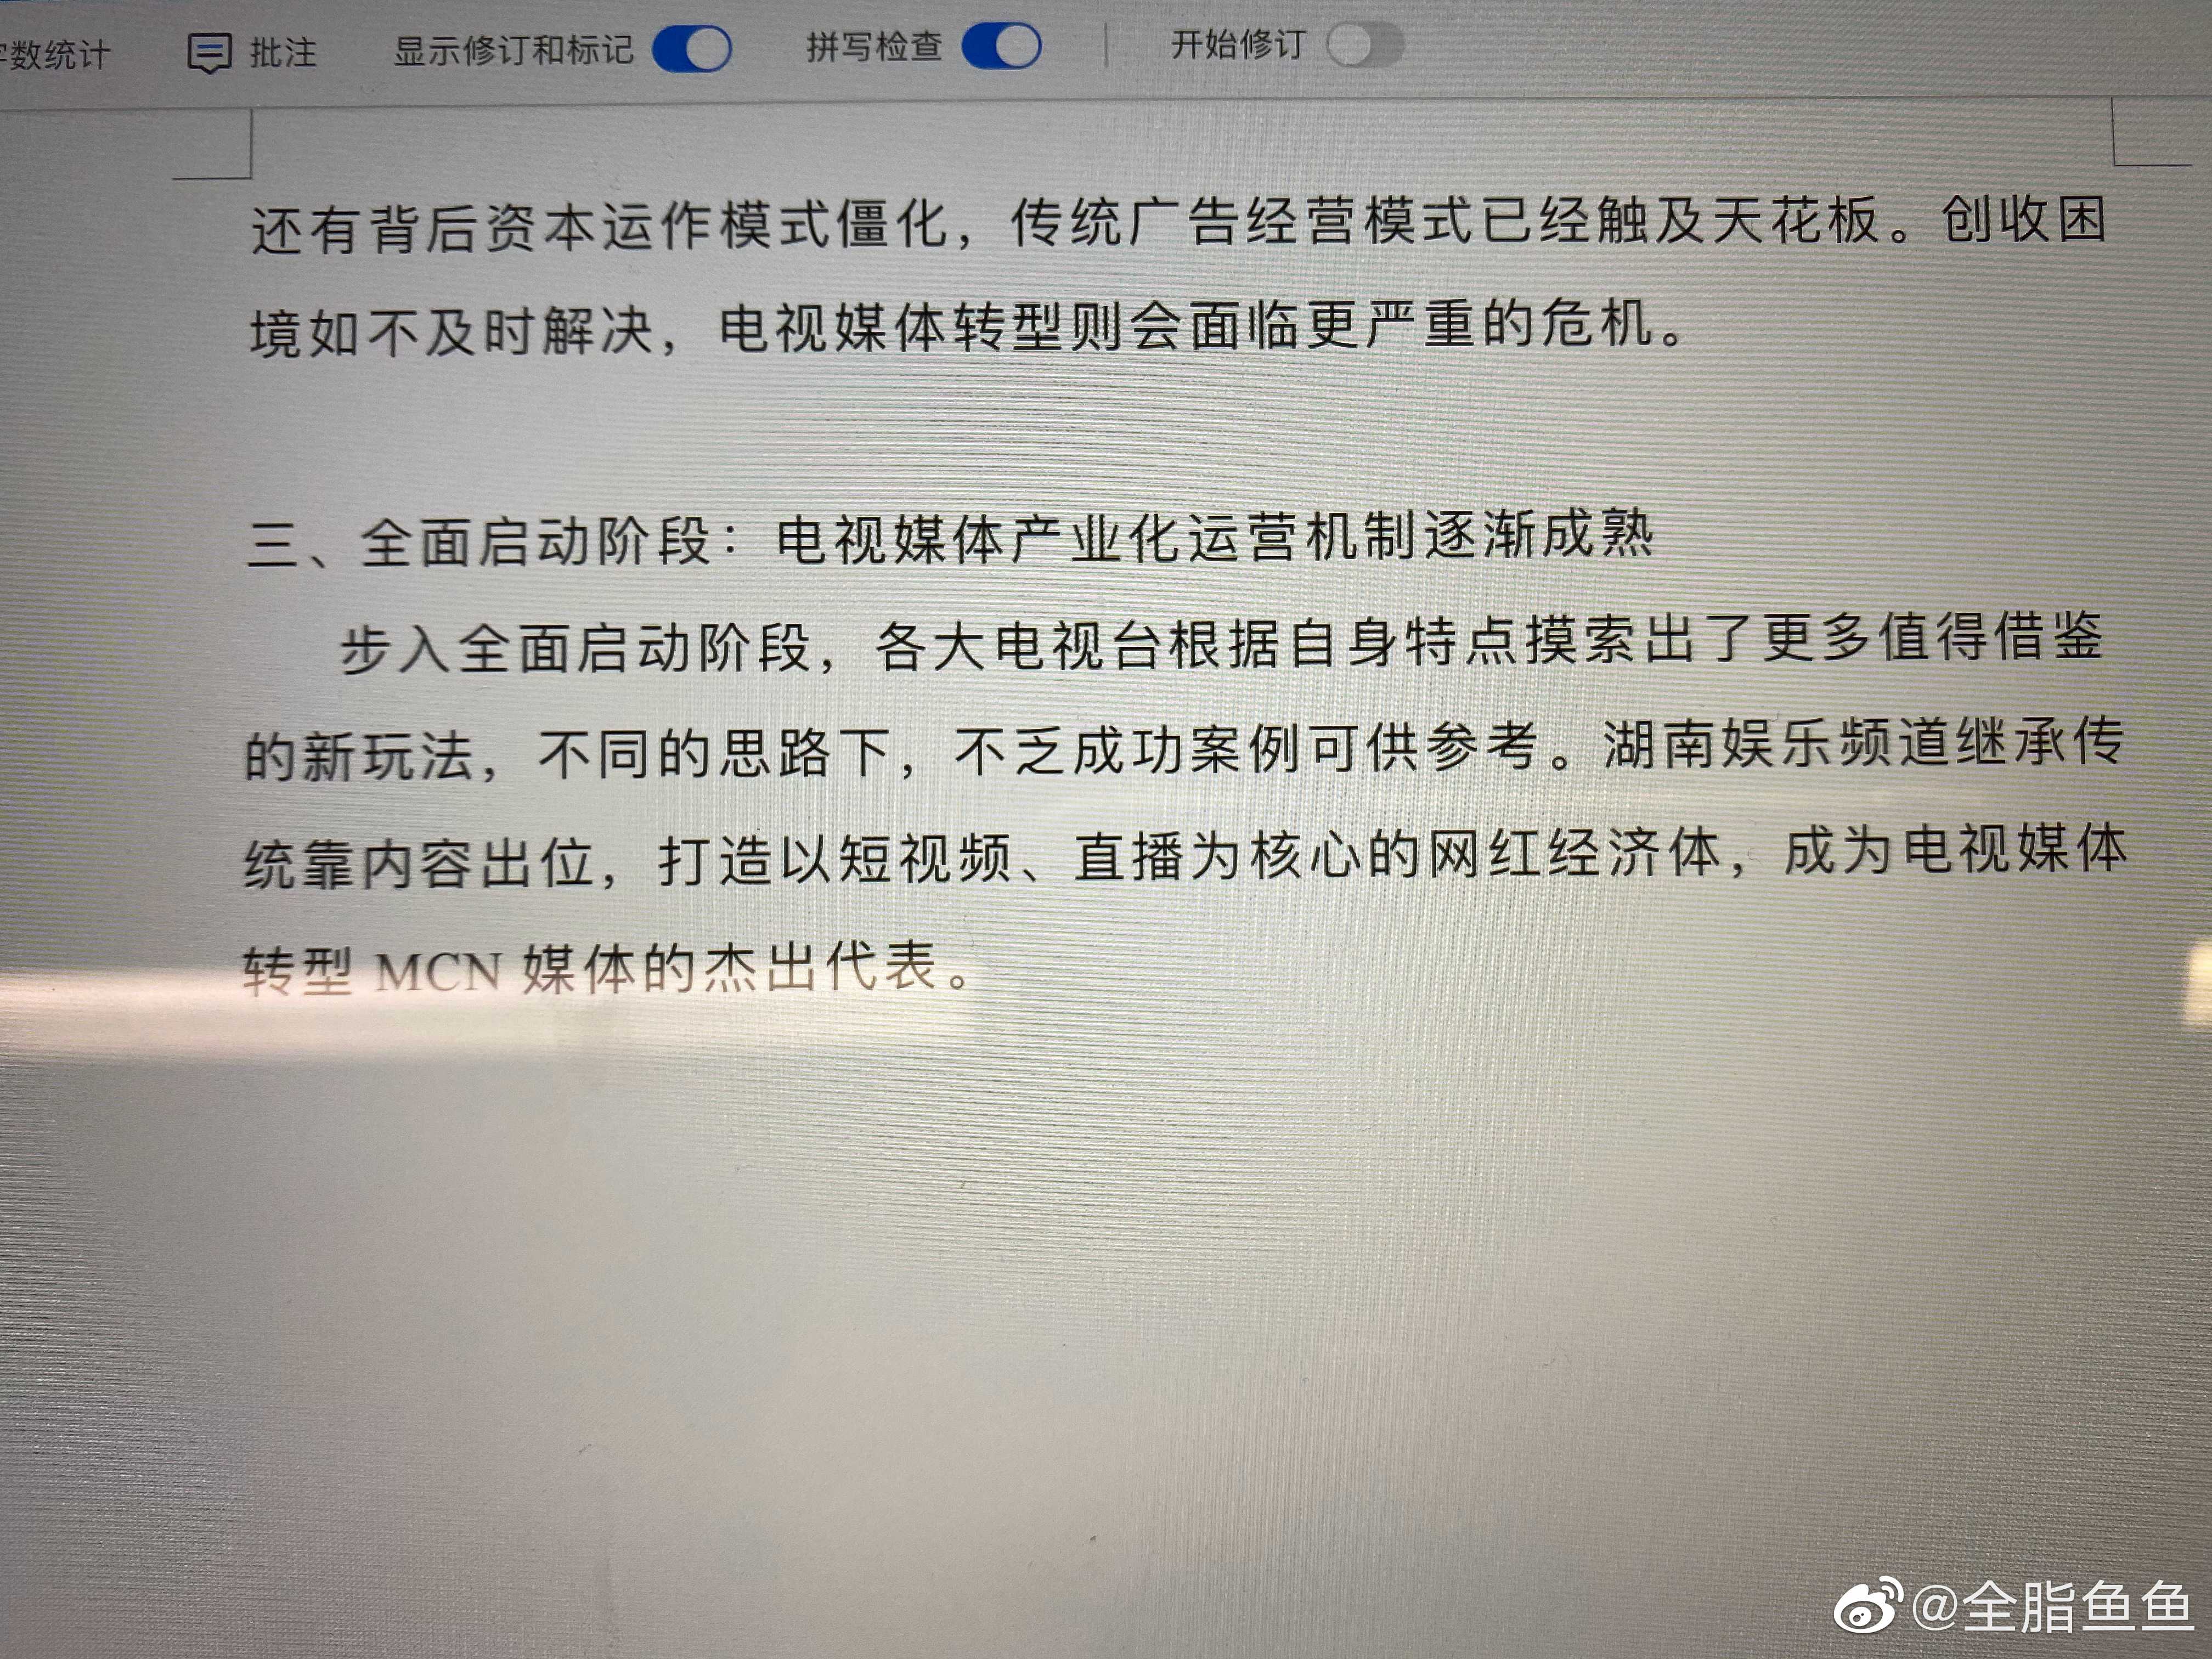 字数统计 批注 显示修订和标记 拼写检查 开始修订
还有背后资本运作模式僵化，传统广告经营模式已经触及天花板。创收困
境如不及时解决，电视媒体转型则会面临更严重的危机。
三、全面启动阶段：电视媒体产业化运营机制逐渐成熟
步入全面启动阶段，各大电视台根据自身特点摸索出了更多值得借鉴
的新玩法，不同的思路下，不乏成功案例可供参考。湖南娱乐频道继承传
统靠内容出位，打造以短视频、直播为核心的网红经济体，成为电视媒体
转型 MCN 媒体的杰出代表。
@全脂鱼鱼